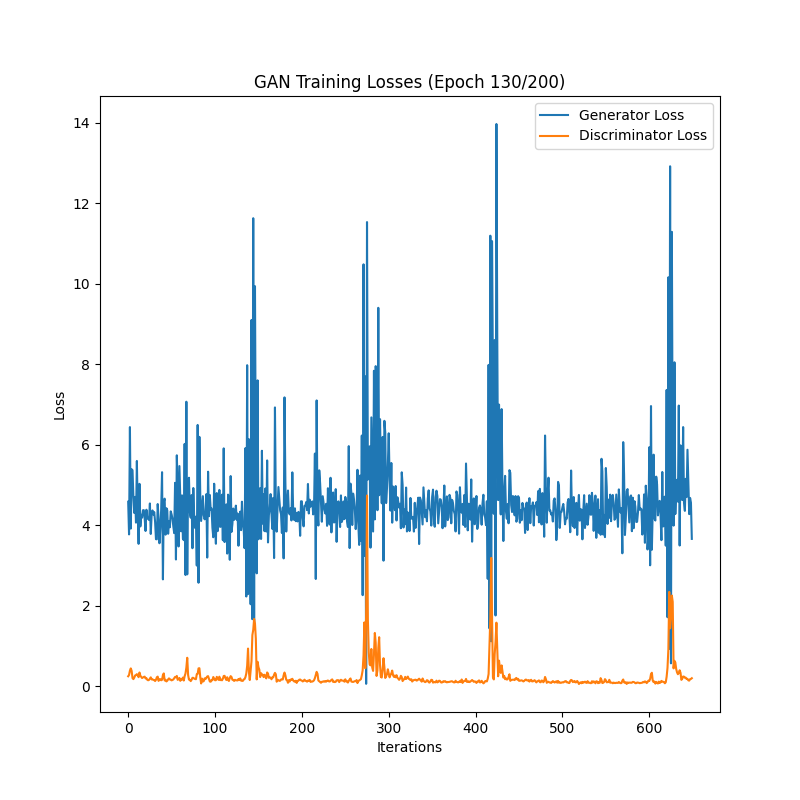 GAN Training Losses (Epoch 130/200)
Generator Loss
Discriminator Loss
14
12
10
8
6
4
2
0
Loss
0 100 200 300 400 500 600
Iterations